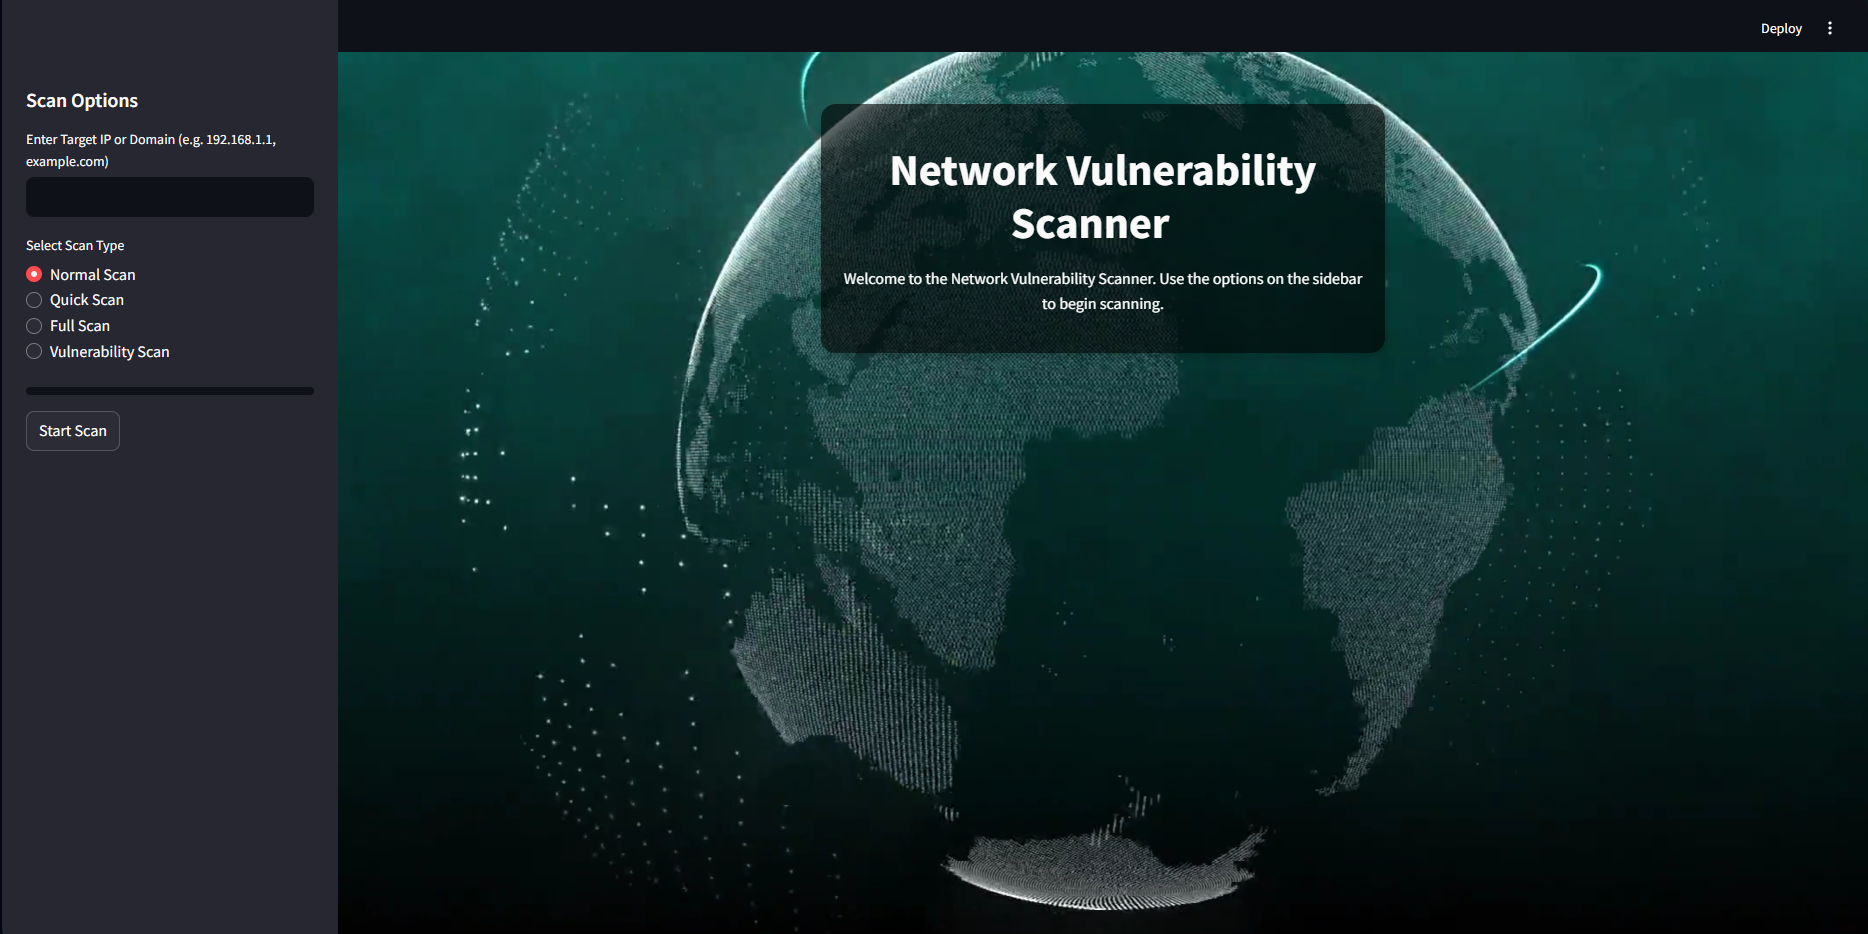 Deploy
Scan Options
Enter Target IP or Domain (e.g. 192.168.1.1,
example.com)
Select Scan Type
Normal Scan
Quick Scan
Full Scan
Vulnerability Scan
Start Scan
Network Vulnerability
Scanner
Welcome to the Network Vulnerability Scanner. Use the options on the sidebar
to begin scanning.